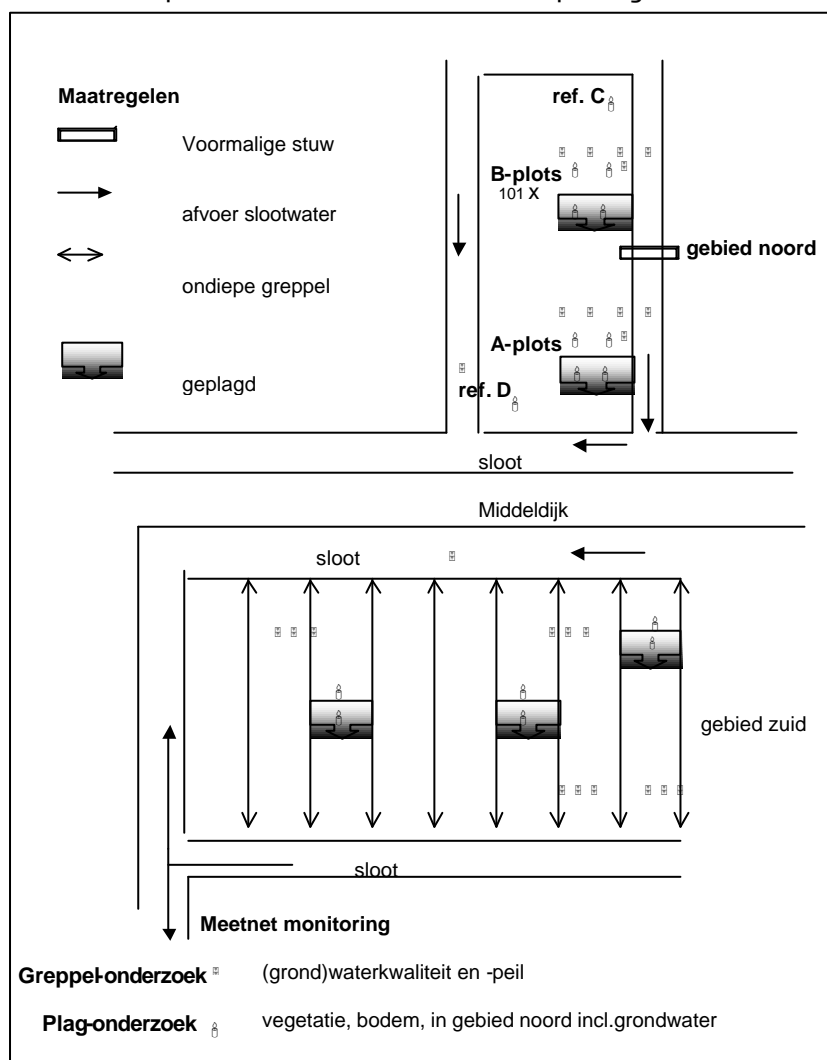 Maatregelen
Voormalige stuw
afvoer slootwater
ondiepe greppel
geplagd
ref. C
B-plots
101 X
gebied noord
A-plots
ref. D
sloot
Middeldijk
sloot
gebied zuid
sloot
Meetnet monitoring
Greppel-onderzoek (grond)waterkwaliteit en -peil
Plag-onderzoek vegetatie, bodem, in gebied noord incl.grondwater